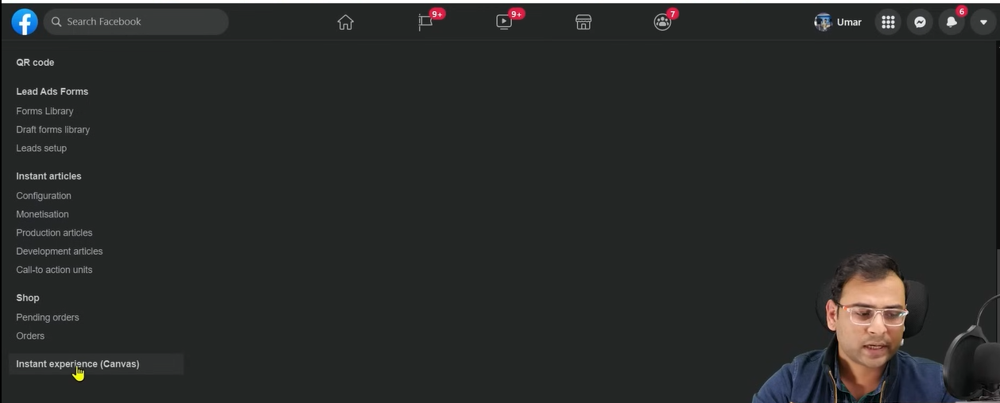 Search Facebook
9+
9+
7
Umar
6
QR code
Lead Ads Forms
Forms Library
Draft forms library
Leads setup
Instant articles
Configuration
Monetisation
Production articles
Development articles
Call-to action units
Shop
Pending orders
Orders
Instant experience (Canvas)